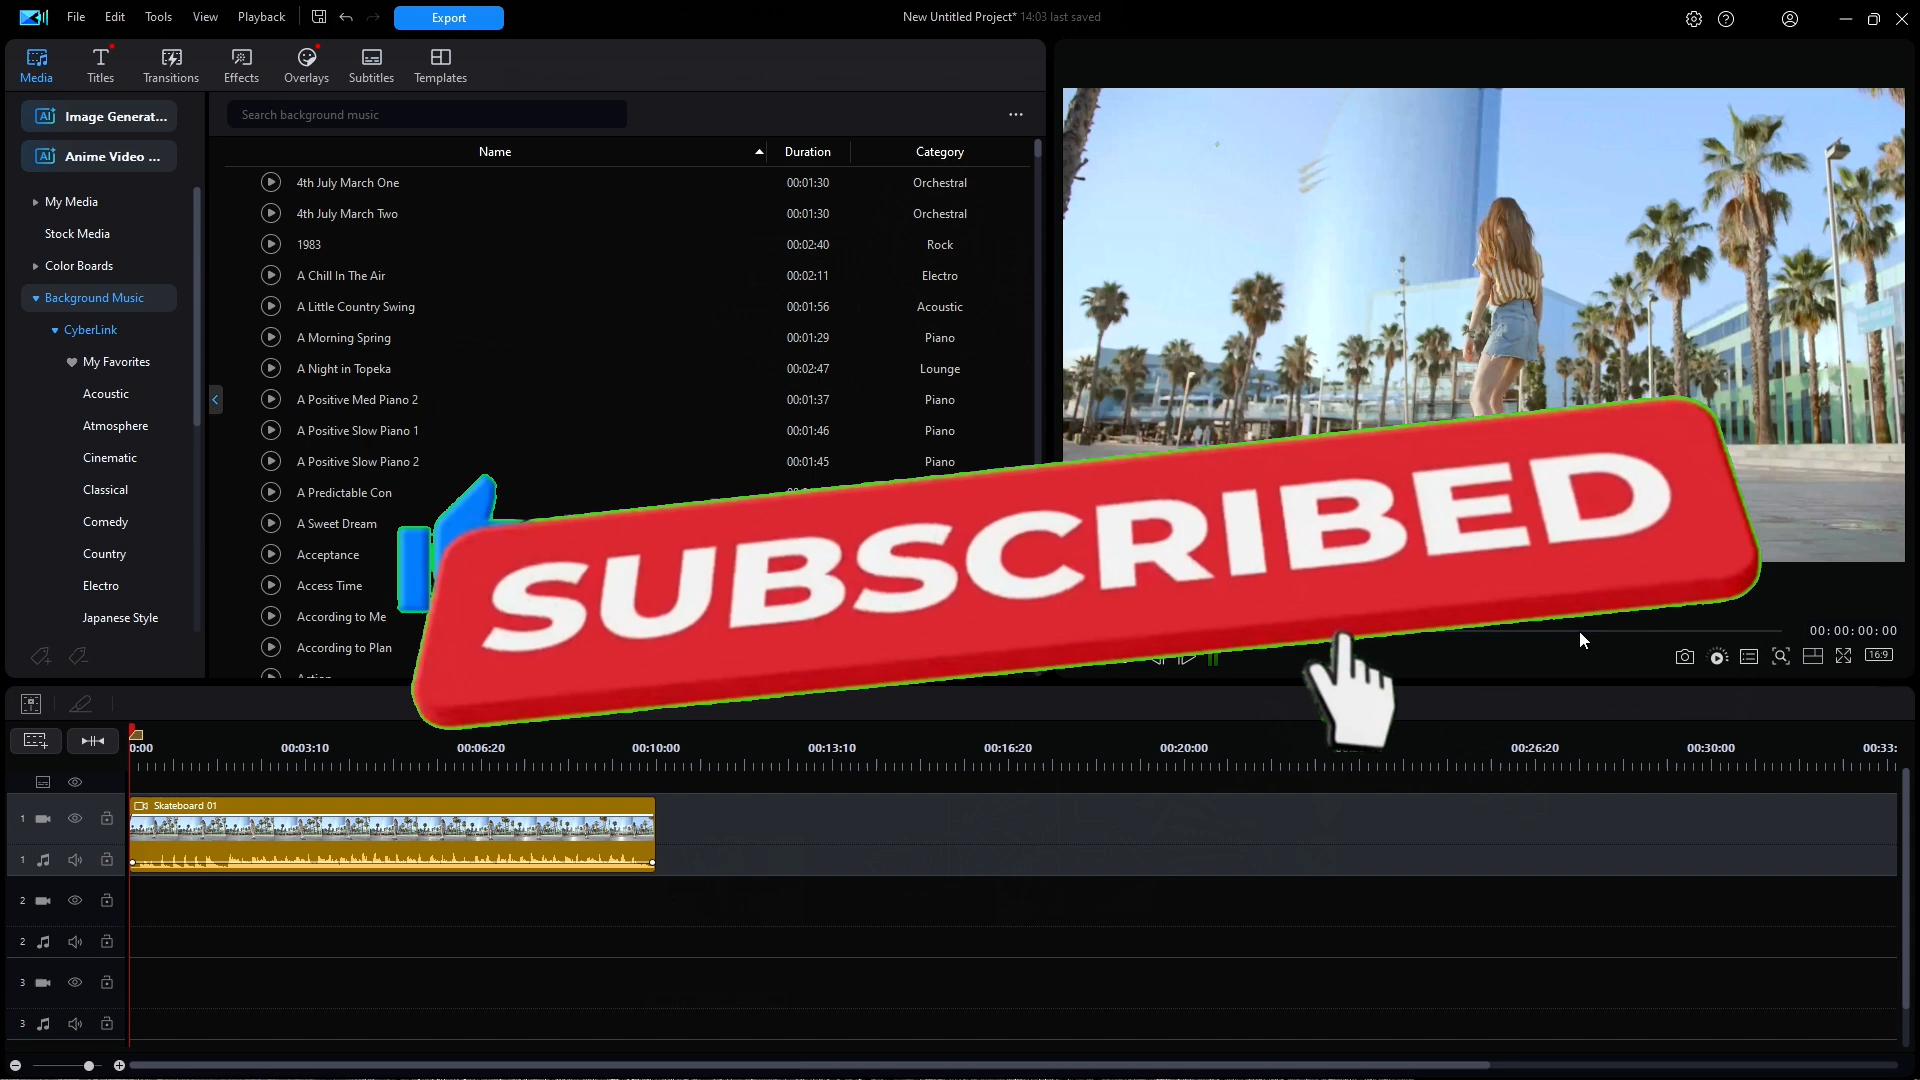 File Edit Tools View Playback Export New Untitled Project* 14:03 last saved
Media Titles Transitions Effects Overlays Subtitles Templates
AI Image Generat...
AI Anime Video ...
My Media
Stock Media
Color Boards
Background Music
CyberLink
My Favorites
Acoustic
Atmosphere
Cinematic
Classical
Comedy
Country
Electro
Japanese Style
Search background music
Name Duration Category
4th July March One 00:01:30 Orchestral
4th July March Two 00:01:30 Orchestral
1983 00:02:40 Rock
A Chill In The Air 00:02:11 Electro
A Little Country Swing 00:01:56 Acoustic
A Morning Spring 00:01:29 Piano
A Night in Topeka 00:02:47 Lounge
A Positive Med Piano 2 00:01:37 Piano
A Positive Slow Piano 1 00:01:46 Piano
A Positive Slow Piano 2 00:01:45 Piano
A Predictable Con
A Sweet Dream
Acceptance
Access Time
According to Me
According to Plan
SUBSCRIBED
00:00:00:00
16:9
0:00 00:03:10 00:06:20 00:10:00 00:13:10 00:16:20 00:20:00 00:26:20 00:30:00 00:33:
Skateboard 01
1
1
2
2
3
3